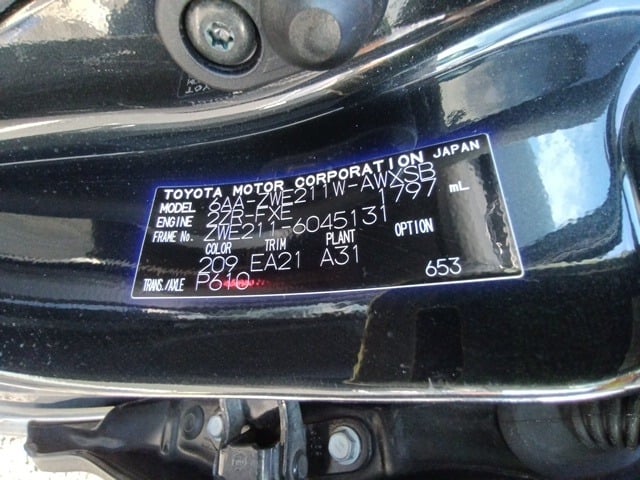 TOYOTA MOTOR CORPORATION JAPAN
MODEL 6AA-ZWE211W-AWXSB
ENGINE 2ZR-FXE 1797 mL
FRAME No. ZWE211-6045131
COLOR TRIM PLANT OPTION
209 EA21 A31
TRANS./AXLE P610 653